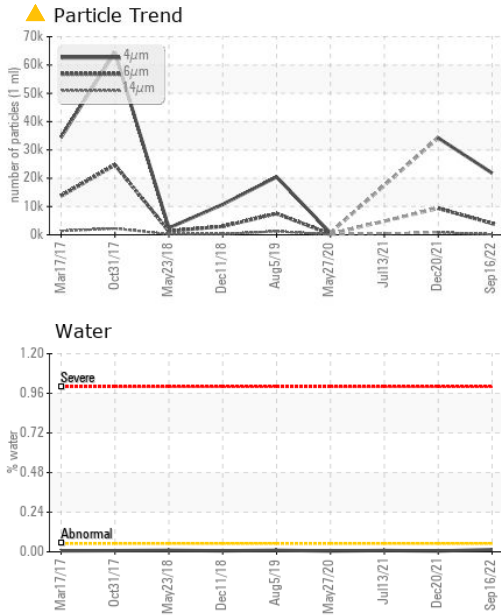 Particle Trend
number of particles (1 ml)
70k
60k
50k
40k
30k
20k
10k
0k
4µm
6µm
14µm
Mar17/17
Oct31/17
May23/18
Dec11/18
Aug5/19
May27/20
Jul13/21
Dec20/21
Sep16/22
Water
% water
1.20
0.96
0.72
0.48
0.24
0.00
Severe
Abnormal
Mar17/17
Oct31/17
May23/18
Dec11/18
Aug5/19
May27/20
Jul13/21
Dec20/21
Sep16/22